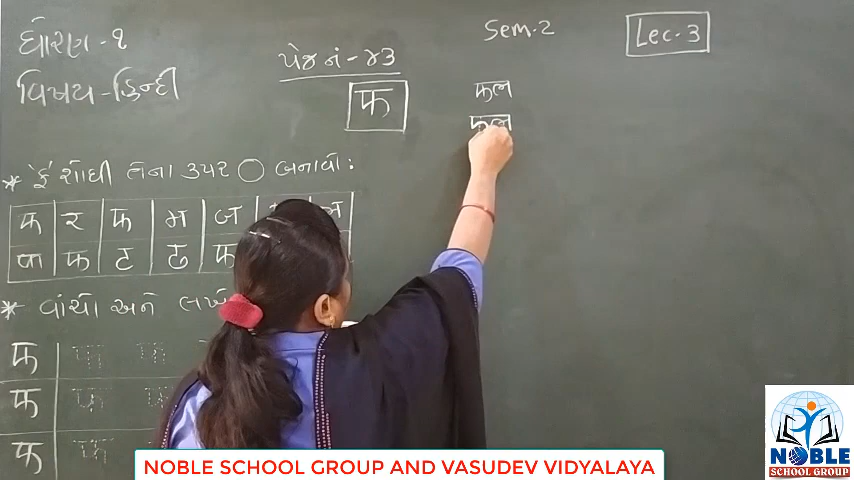 ધોરણ - ૧
વિષય - હિન્દી
પેજ નં - ૪૩
Sem. 2
Lec. 3
फ
फल
फल
* 'फ' શોધી તેના ઉપર ◯ બનાવો :
फ र फ म ज
ज फ ट ढ फ
* વાંચો અને લખો
फ फ फ
फ फ
फ फ
NOBLE SCHOOL GROUP AND VASUDEV VIDYALAYA
NOBLE
SCHOOL GROUP